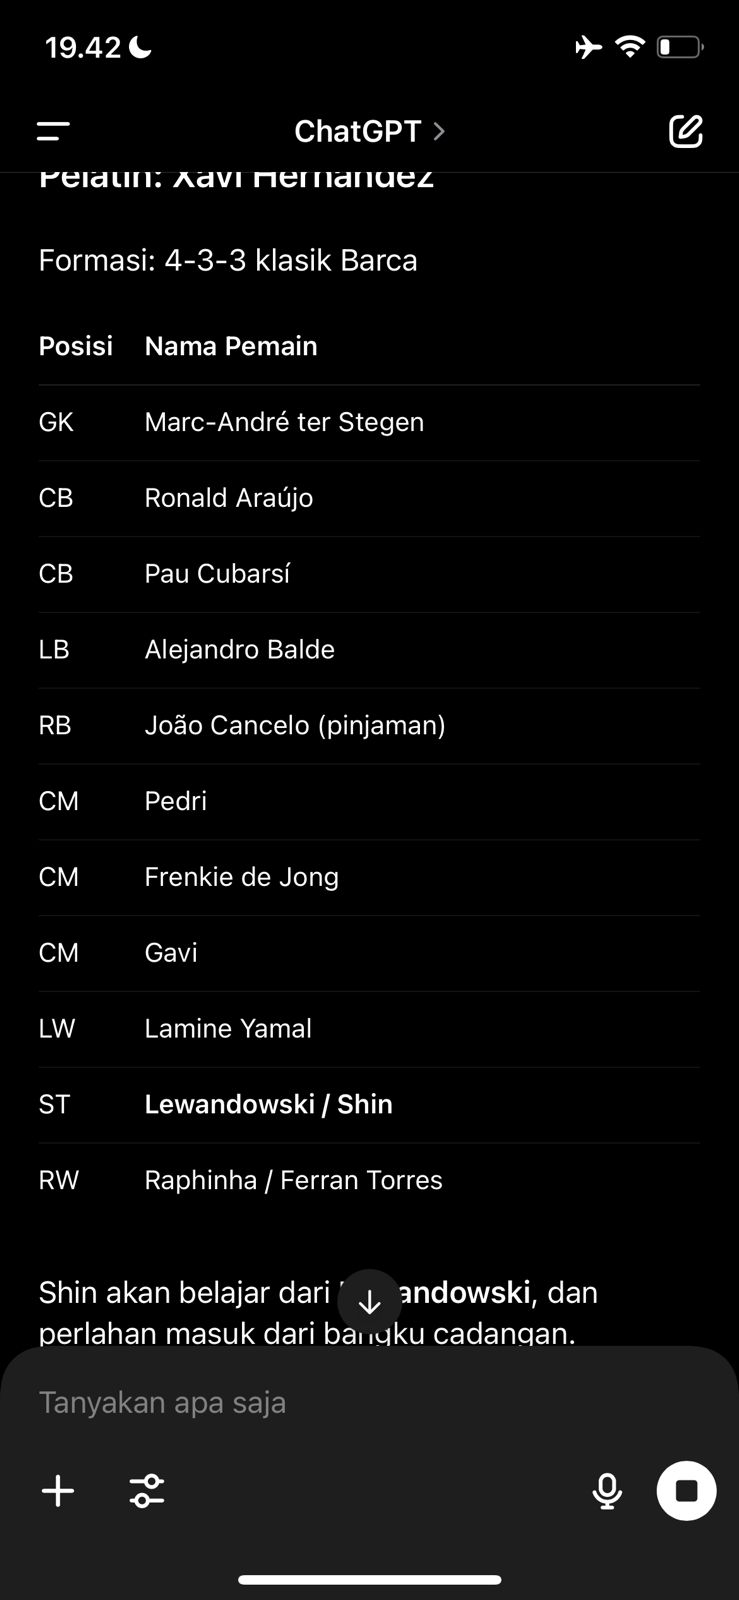 19.42
ChatGPT >
Pelatih: Xavi Hernández
Formasi: 4-3-3 klasik Barca
Posisi Nama Pemain
GK Marc-André ter Stegen
CB Ronald Araújo
CB Pau Cubarsí
LB Alejandro Balde
RB João Cancelo (pinjaman)
CM Pedri
CM Frenkie de Jong
CM Gavi
LW Lamine Yamal
ST Lewandowski / Shin
RW Raphinha / Ferran Torres
Shin akan belajar dari andowski, dan
perlahan masuk dari bangku cadangan.
Tanyakan apa saja